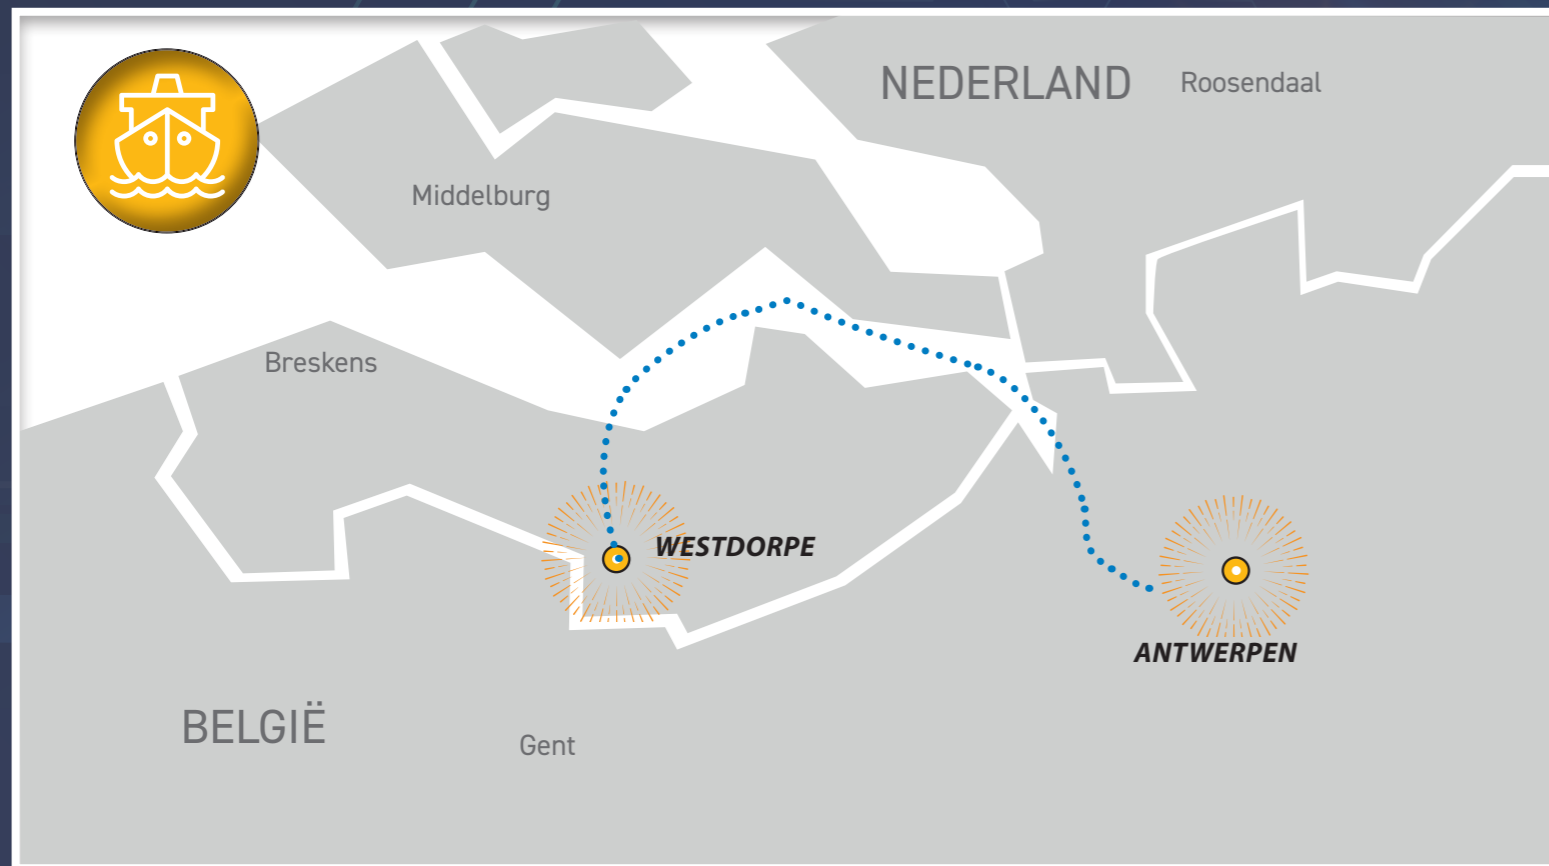 NEDERLAND
Roosendaal
Middelburg
Breskens
WESTDORPE
ANTWERPEN
BELGIË
Gent